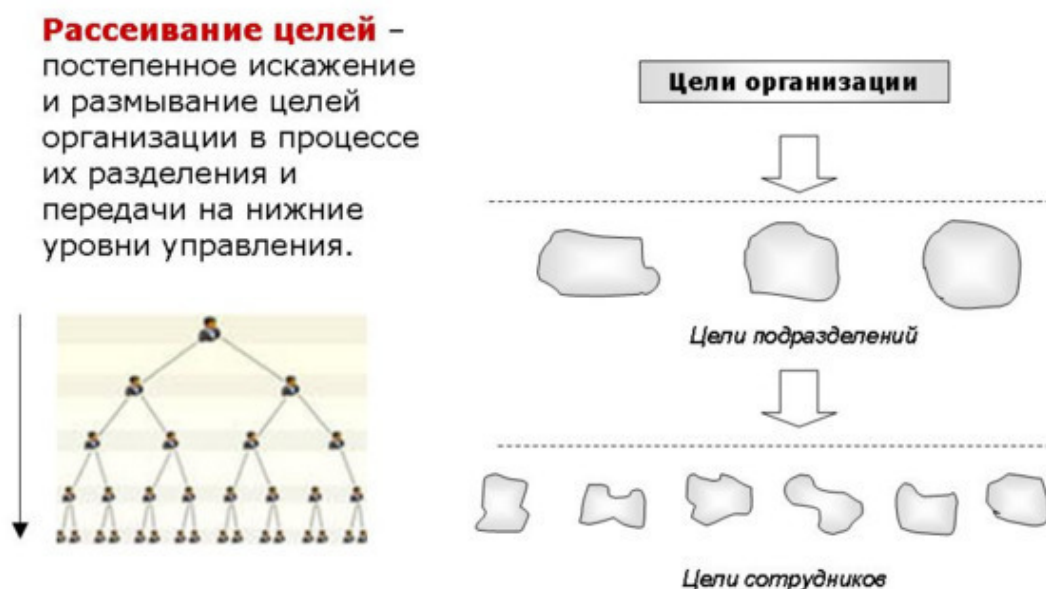 Рассеивание целей –
постепенное искажение
и размывание целей
организации в процессе
их разделения и
передачи на нижние
уровни управления.
Цели организации
Цели подразделений
Цели сотрудников